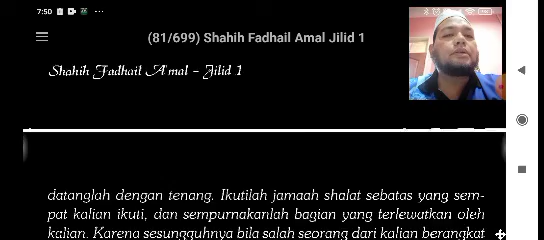 7:50
(81/699) Shahih Fadhail Amal Jilid 1
Shahih Fadhail A'mal - Jilid 1
datanglah dengan tenang. Ikutilah jamaah shalat sebatas yang sem-
pat kalian ikuti, dan sempurnakanlah bagian yang terlewatkan oleh
kalian. Karena sesungguhnya bila salah seorang dari kalian berangkat